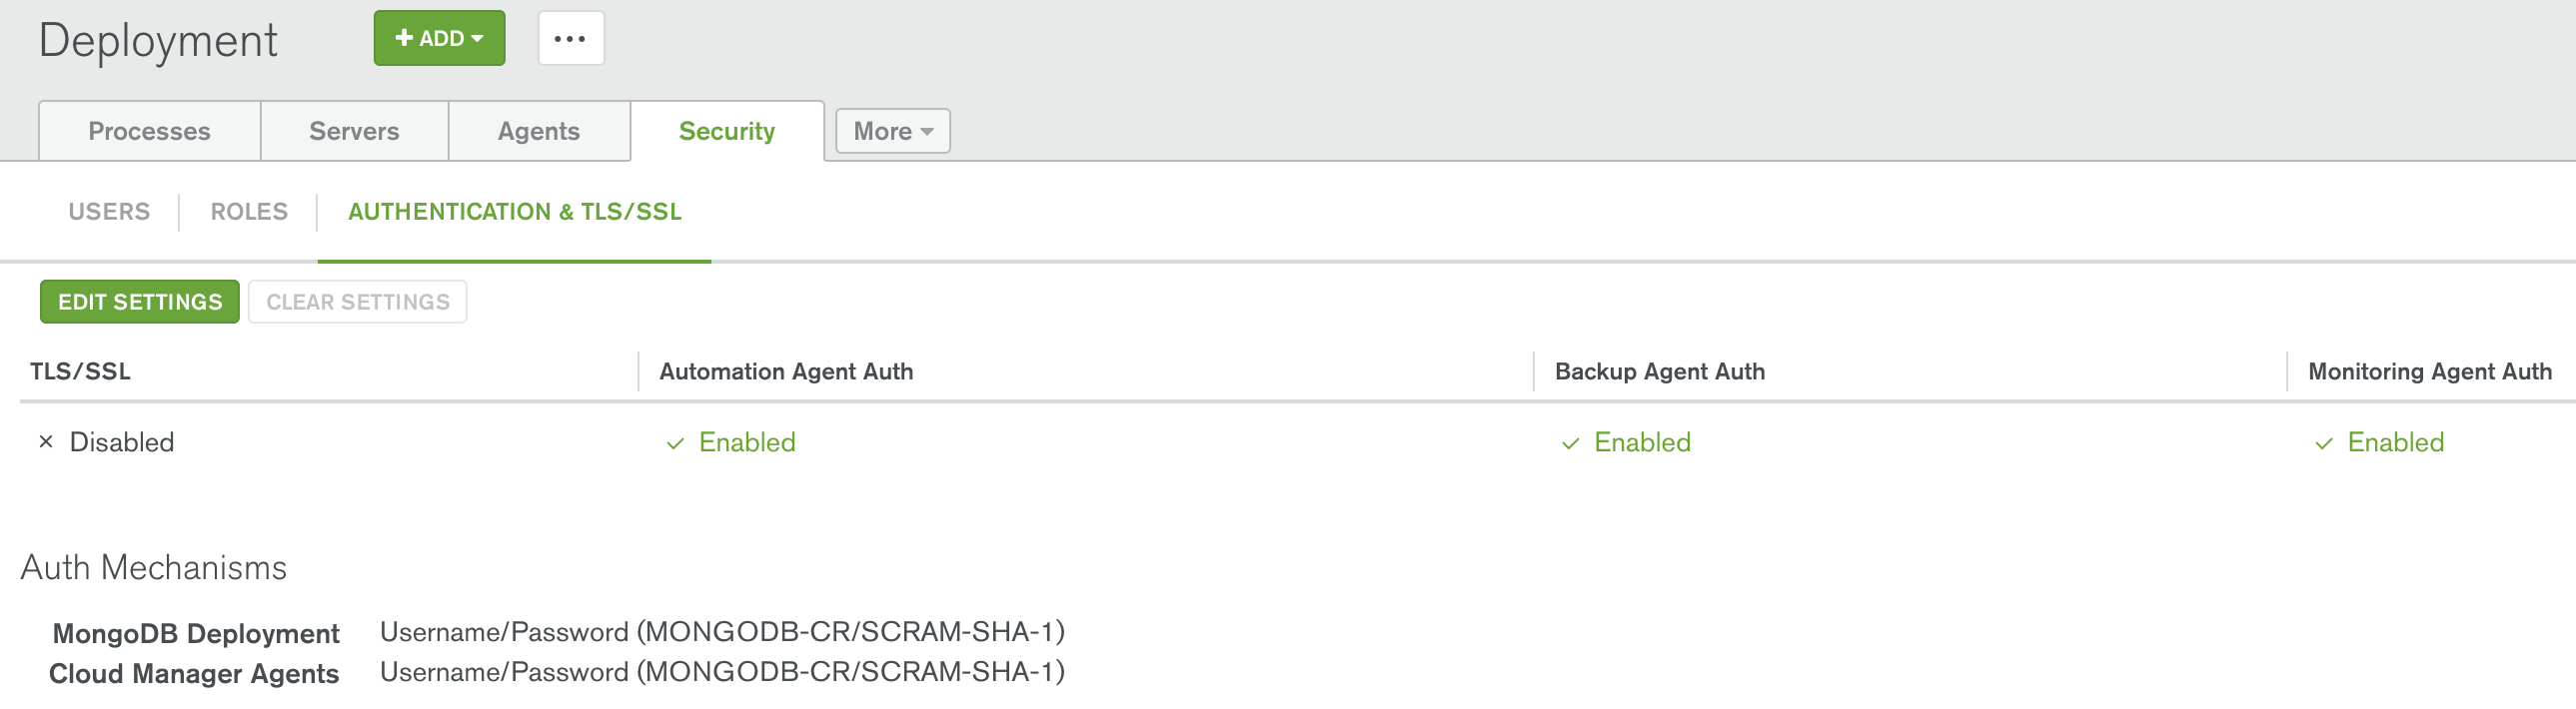 Deployment
+ ADD
...
Processes
Servers
Agents
Security
More
USERS
ROLES
AUTHENTICATION & TLS/SSL
EDIT SETTINGS
CLEAR SETTINGS
TLS/SSL
Automation Agent Auth
Backup Agent Auth
Monitoring Agent Auth
× Disabled
✓ Enabled
✓ Enabled
✓ Enabled
Auth Mechanisms
MongoDB Deployment Username/Password (MONGODB-CR/SCRAM-SHA-1)
Cloud Manager Agents Username/Password (MONGODB-CR/SCRAM-SHA-1)